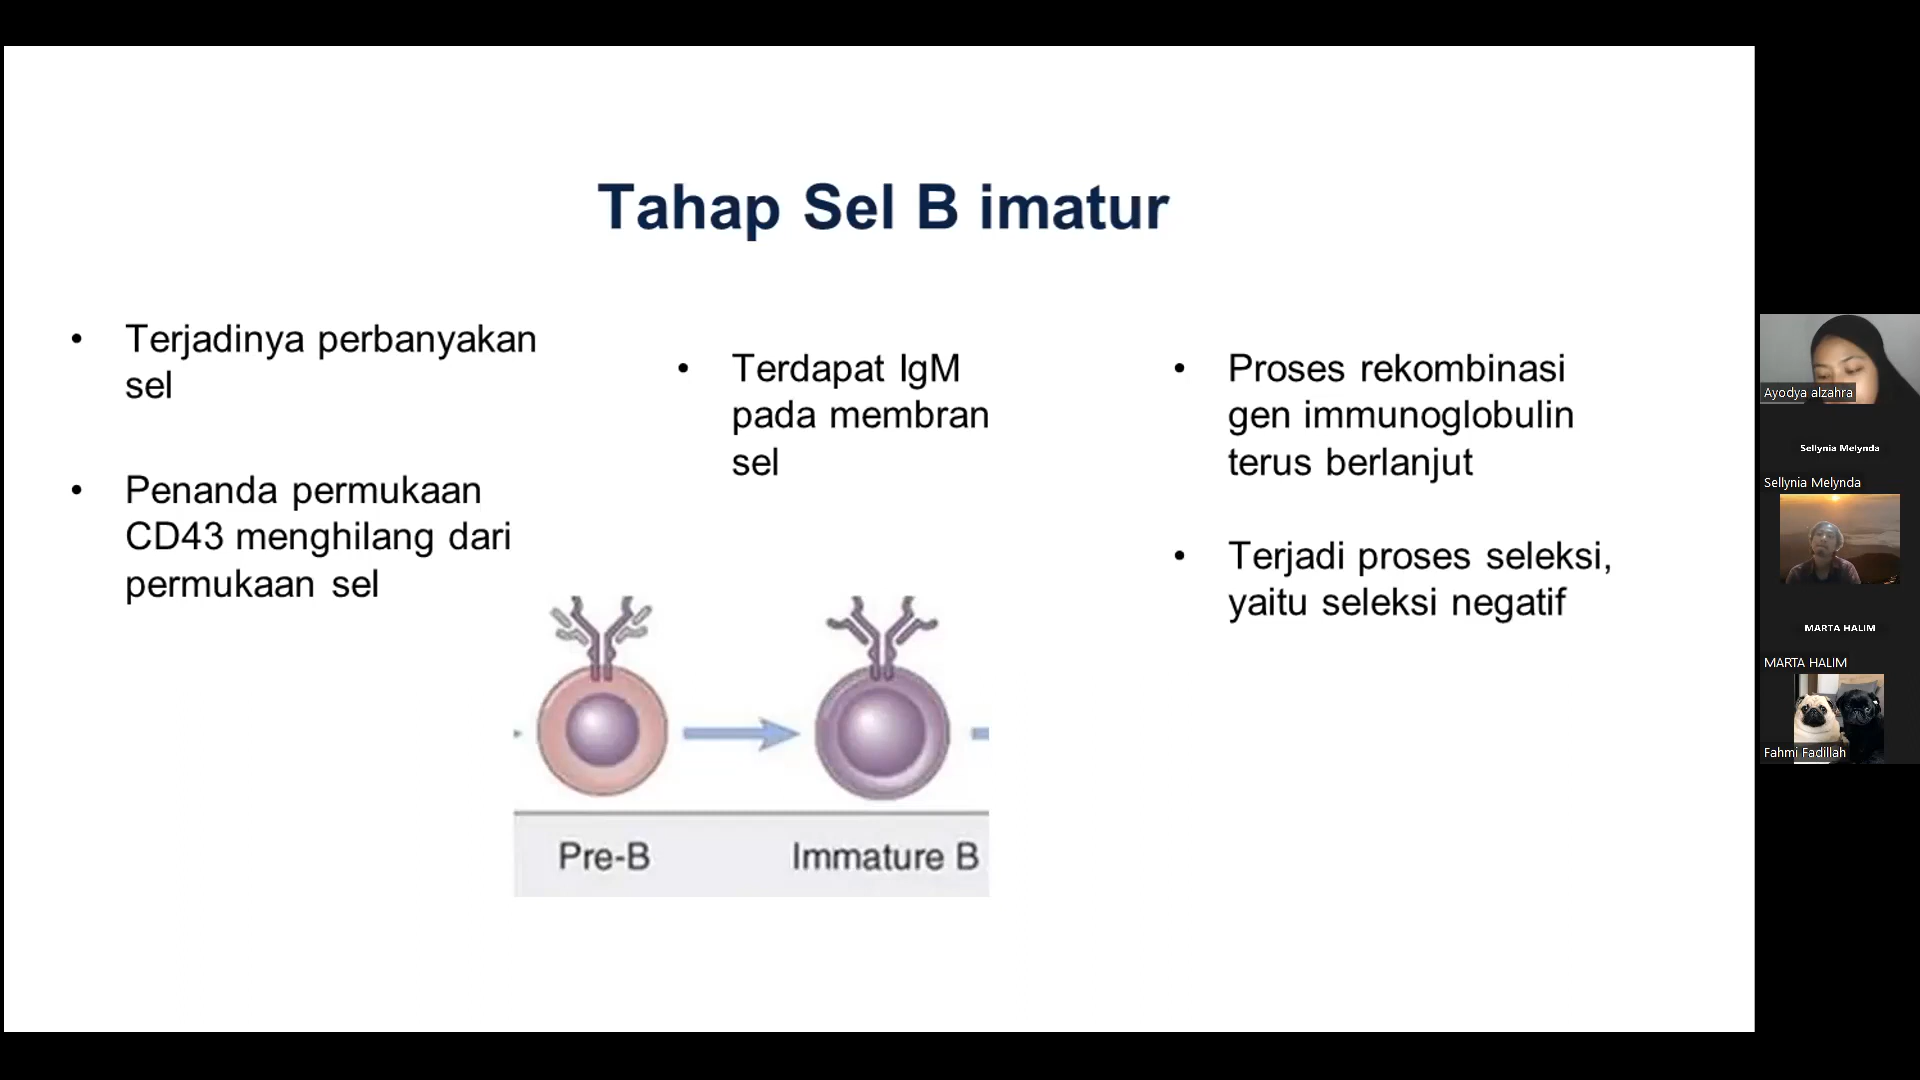 Tahap Sel B imatur
• Terjadinya perbanyakan
sel
• Penanda permukaan
CD43 menghilang dari
permukaan sel
• Terdapat IgM
pada membran
sel
• Proses rekombinasi
gen immunoglobulin
terus berlanjut
• Terjadi proses seleksi,
yaitu seleksi negatif
Pre-B
Immature B
Ayodya alzahra
Sellynia Melynda
Sellynia Melynda
MARTA HALIM
MARTA HALIM
Fahmi Fadillah